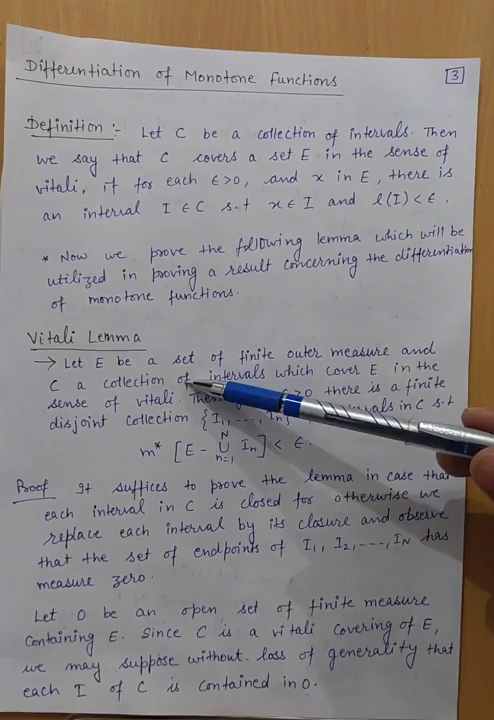 Differentiation of Monotone functions
3
Definition :- Let C be a collection of intervals. Then
we say that C covers a set E in the sense of
vitali, if for each ϵ>0, and x in E, there is
an interval I ∈ C s.t x ∈ I and l(I) < ϵ.
* Now we prove the following lemma which will be
utilized in proving a result concerning the differentiation
of monotone functions.
Vitali Lemma
→ Let E be a set of finite outer measure and
C a collection of intervals which cover E in the
sense of vitali. Then >0 there is a finite
disjoint collection {I₁,---, Iₙ} in C s.t
m* [E - ∪ₙ₌₁ᴺ Iₙ] < ϵ.
Proof It suffices to prove the lemma in case that
each interval in C is closed for otherwise we
replace each interval by its closure and observe
that the set of endpoints of I₁, I₂,---, I_N has
measure zero.
Let O be an open set of finite measure
containing E. Since C is a vitali covering of E,
we may suppose without loss of generality that
each I of C is contained in O.